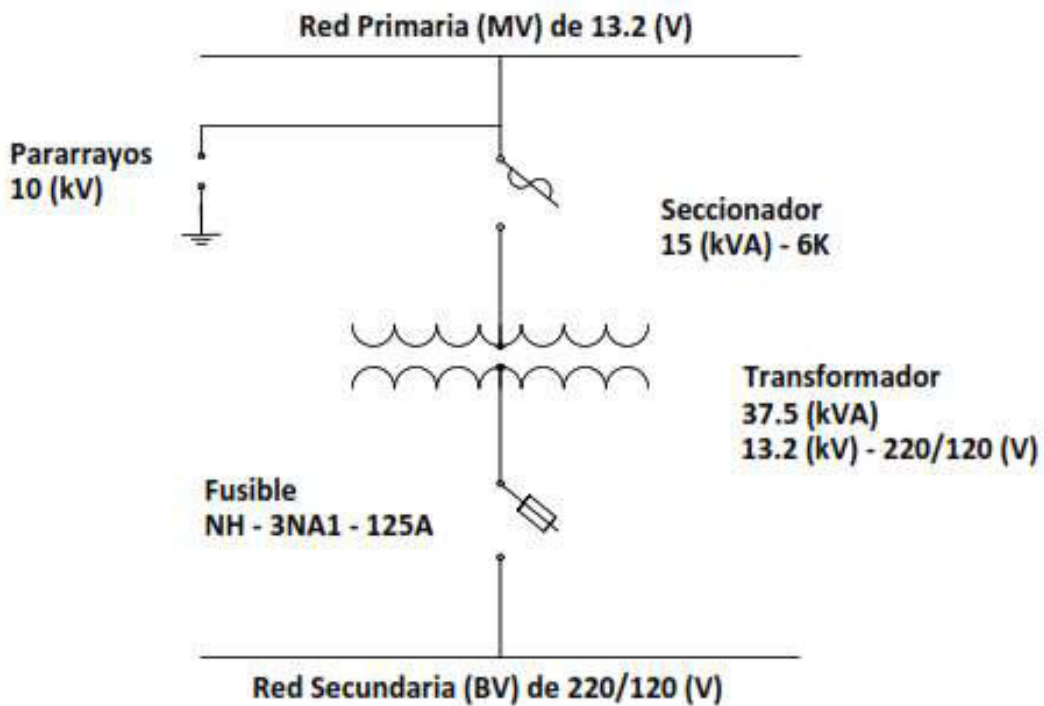 Red Primaria (MV) de 13.2 (V)
Pararrayos
10 (kV)
Seccionador
15 (kVA) - 6K
Transformador
37.5 (kVA)
13.2 (kV) - 220/120 (V)
Fusible
NH - 3NA1 - 125A
Red Secundaria (BV) de 220/120 (V)